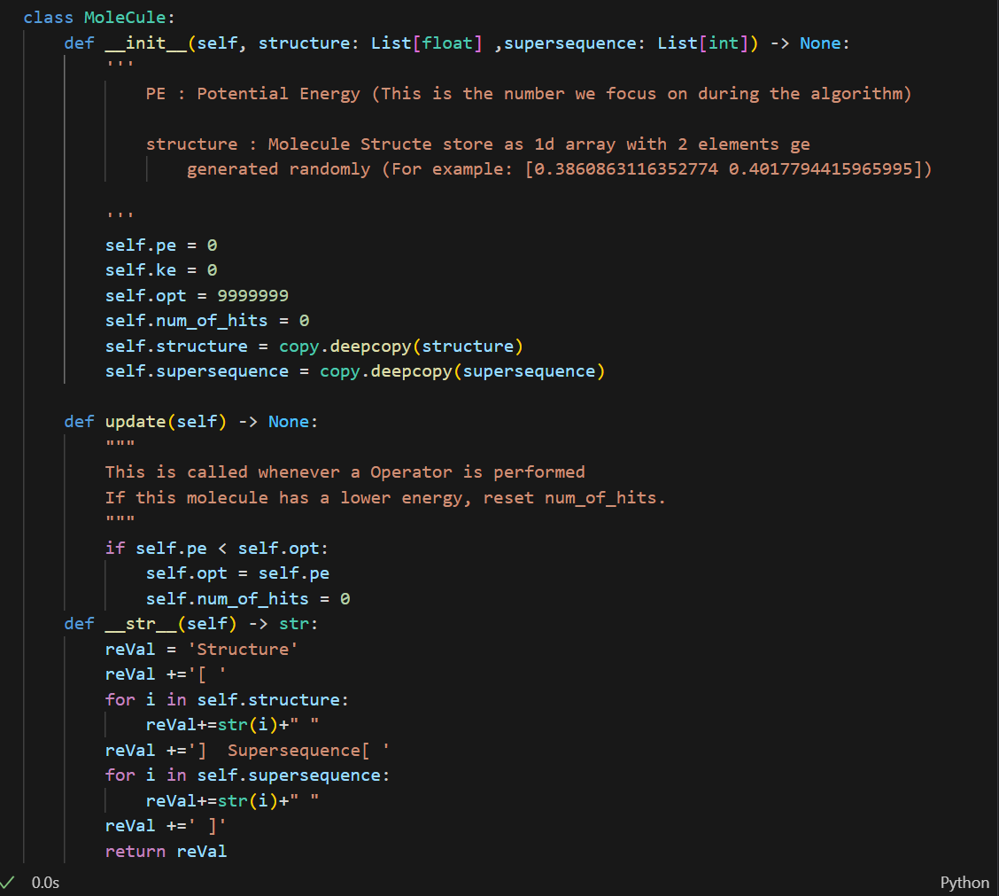 class MoleCule:
    def __init__(self, structure: List[float] ,supersequence: List[int]) -> None:
        '''
            PE : Potential Energy (This is the number we focus on during the algorithm)

            structure : Molecule Structe store as 1d array with 2 elements ge
                generated randomly (For example: [0.3860863116352774 0.4017794415965995])

        '''
        self.pe = 0
        self.ke = 0
        self.opt = 9999999
        self.num_of_hits = 0
        self.structure = copy.deepcopy(structure)
        self.supersequence = copy.deepcopy(supersequence)

    def update(self) -> None:
        """
        This is called whenever a Operator is performed
        If this molecule has a lower energy, reset num_of_hits.
        """
        if self.pe < self.opt:
            self.opt = self.pe
            self.num_of_hits = 0
    def __str__(self) -> str:
        reVal = 'Structure'
        reVal +='[ '
        for i in self.structure:
            reVal+=str(i)+" "
        reVal +=']  Supersequence[ '
        for i in self.supersequence:
            reVal+=str(i)+" "
        reVal +=' ]'
        return reVal
0.0s Python